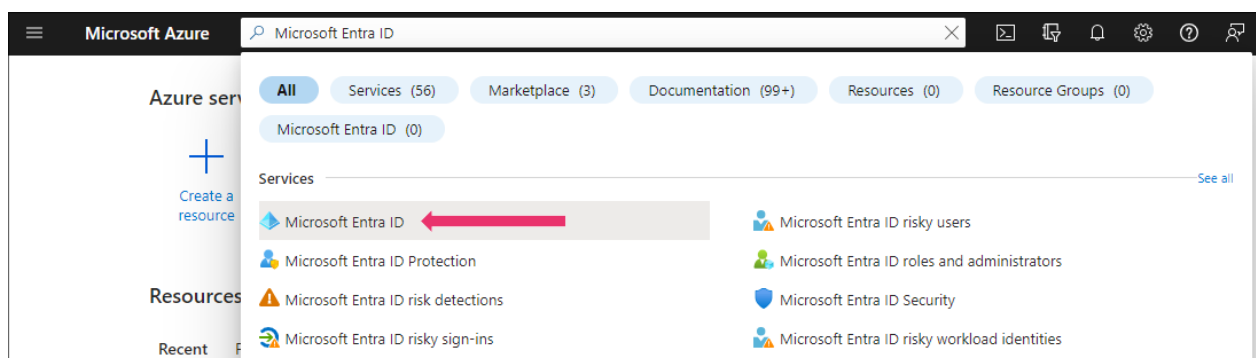 Microsoft Azure
Microsoft Entra ID
All
Services (56)
Marketplace (3)
Documentation (99+)
Resources (0)
Resource Groups (0)
Microsoft Entra ID (0)
Azure serv
Create a
resource
Services
See all
Microsoft Entra ID
Microsoft Entra ID risky users
Microsoft Entra ID Protection
Microsoft Entra ID roles and administrators
Microsoft Entra ID risk detections
Microsoft Entra ID Security
Microsoft Entra ID risky sign-ins
Microsoft Entra ID risky workload identities
Resources
Recent